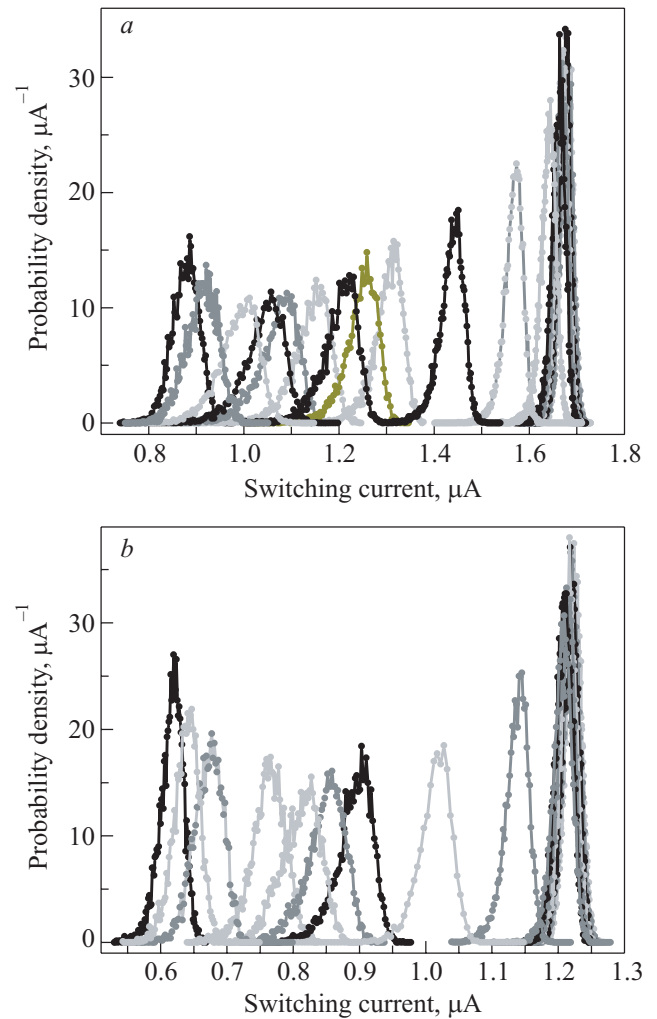 a
30
20
10
0
0.8 1.0 1.2 1.4 1.6 1.8
Probability density, μA⁻¹
Switching current, μA
b
30
20
10
0
0.6 0.7 0.8 0.9 1.0 1.1 1.2 1.3
Probability density, μA⁻¹
Switching current, μA